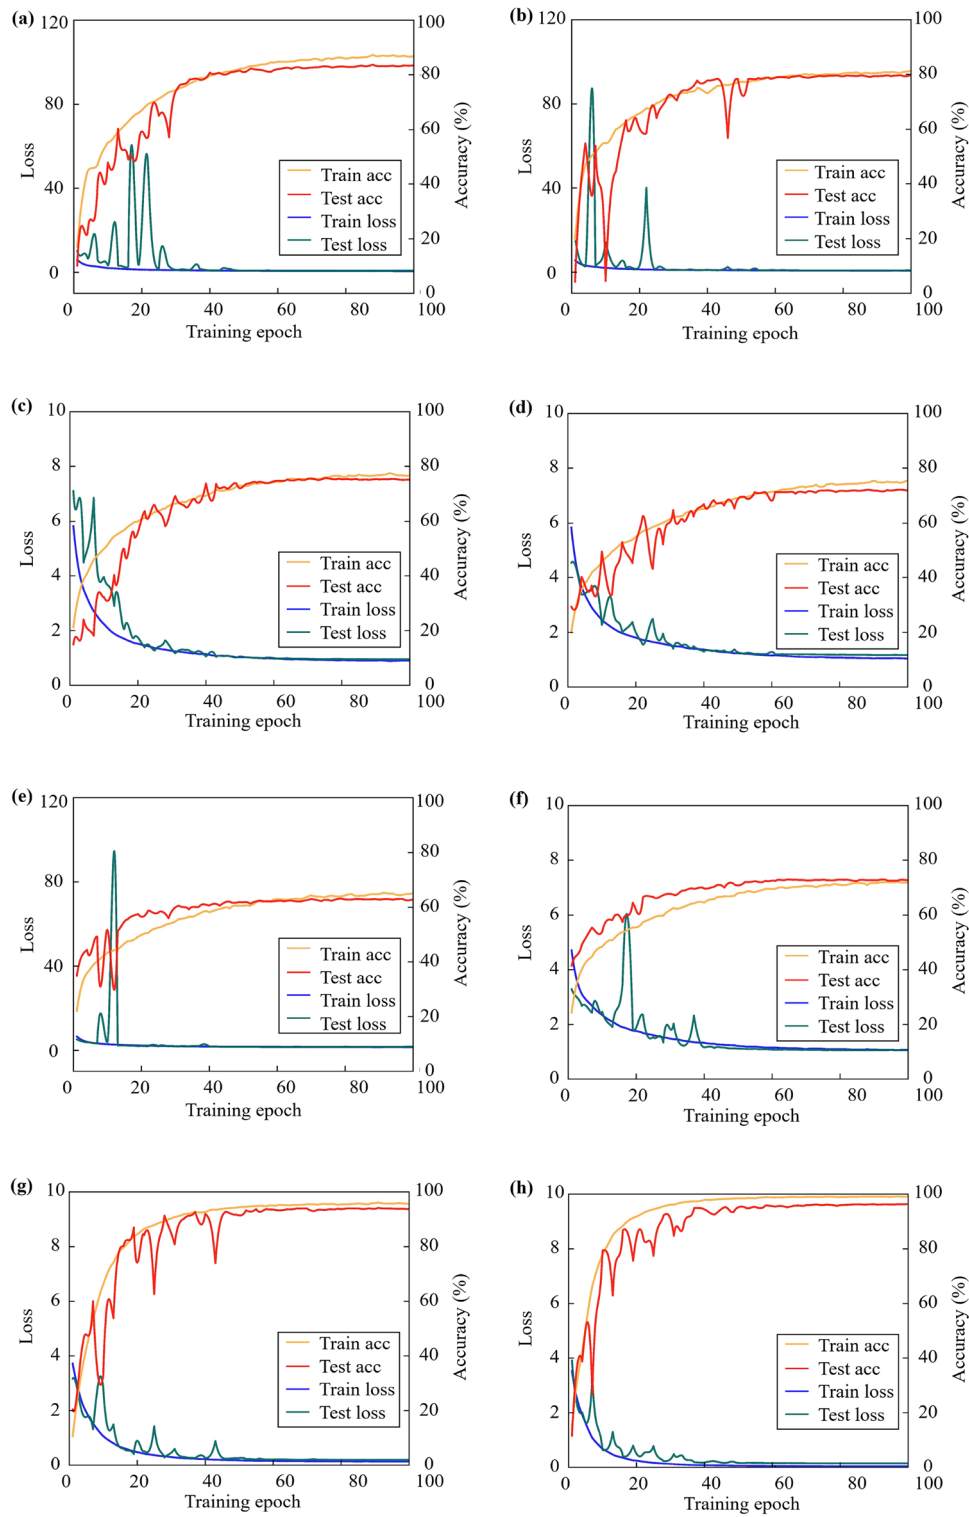 (a)
120
80
40
0
Loss
100
80
60
40
20
0
Accuracy (%)
Train acc
Test acc
Train loss
Test loss
0 20 40 60 80 100
Training epoch
(b)
120
80
40
0
Loss
100
80
60
40
20
0
Accuracy (%)
Train acc
Test acc
Train loss
Test loss
0 20 40 60 80 100
Training epoch
(c)
10
8
6
4
2
0
Loss
100
80
60
40
20
0
Accuracy (%)
Train acc
Test acc
Train loss
Test loss
0 20 40 60 80 100
Training epoch
(d)
10
8
6
4
2
0
Loss
100
80
60
40
20
0
Accuracy (%)
Train acc
Test acc
Train loss
Test loss
0 20 40 60 80 100
Training epoch
(e)
120
80
40
0
Loss
100
80
60
40
20
0
Accuracy (%)
Train acc
Test acc
Train loss
Test loss
0 20 40 60 80 100
Training epoch
(f)
10
8
6
4
2
0
Loss
100
80
60
40
20
0
Accuracy (%)
Train acc
Test acc
Train loss
Test loss
0 20 40 60 80 100
Training epoch
(g)
10
8
6
4
2
0
Loss
100
80
60
40
20
0
Accuracy (%)
Train acc
Test acc
Train loss
Test loss
0 20 40 60 80 100
Training epoch
(h)
10
8
6
4
2
0
Loss
100
80
60
40
20
0
Accuracy (%)
Train acc
Test acc
Train loss
Test loss
0 20 40 60 80 100
Training epoch